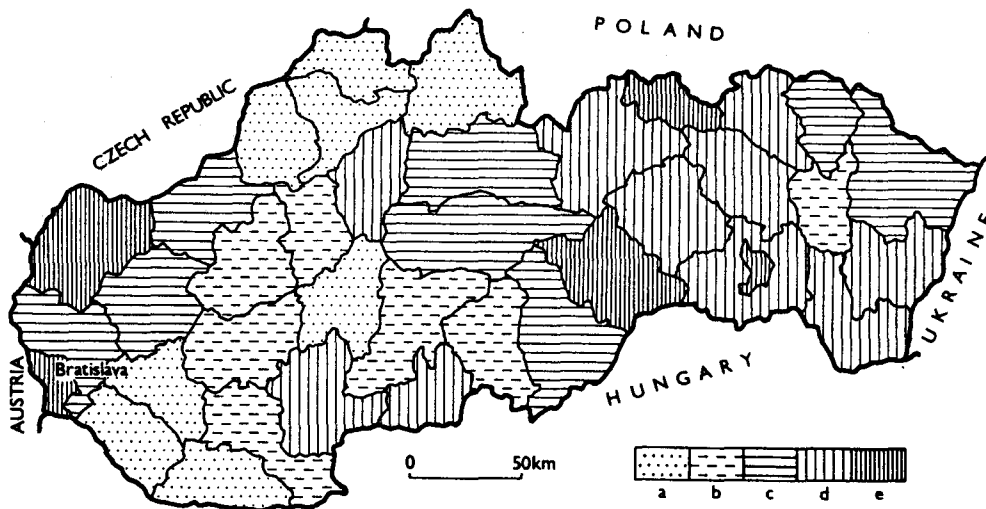 POLAND
CZECH REPUBLIC
UKRAINE
AUSTRIA
Bratislava
HUNGARY
0 50km
a b c d e